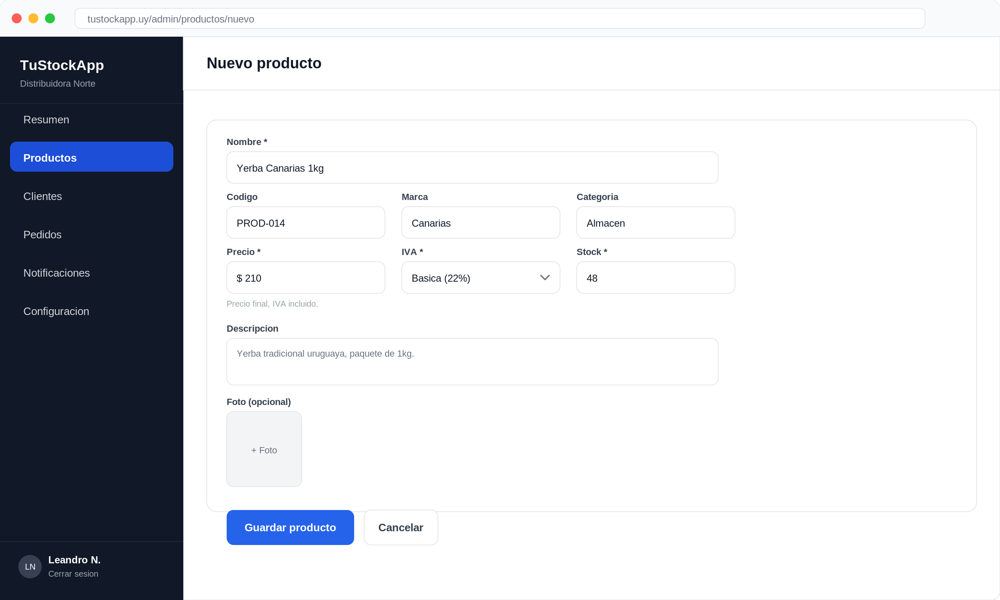 tustockapp.uy/admin/productos/nuevo
TuStockApp
Distribuidora Norte
Resumen
Productos
Clientes
Pedidos
Notificaciones
Configuracion
LN
Leandro N.
Cerrar sesion
Nuevo producto
Nombre *
Yerba Canarias 1kg
Codigo
Marca
Categoria
PROD-014
Canarias
Almacen
Precio *
IVA *
Stock *
$ 210
Basica (22%)
48
Precio final, IVA incluido.
Descripcion
Yerba tradicional uruguaya, paquete de 1kg.
Foto (opcional)
+ Foto
Guardar producto
Cancelar